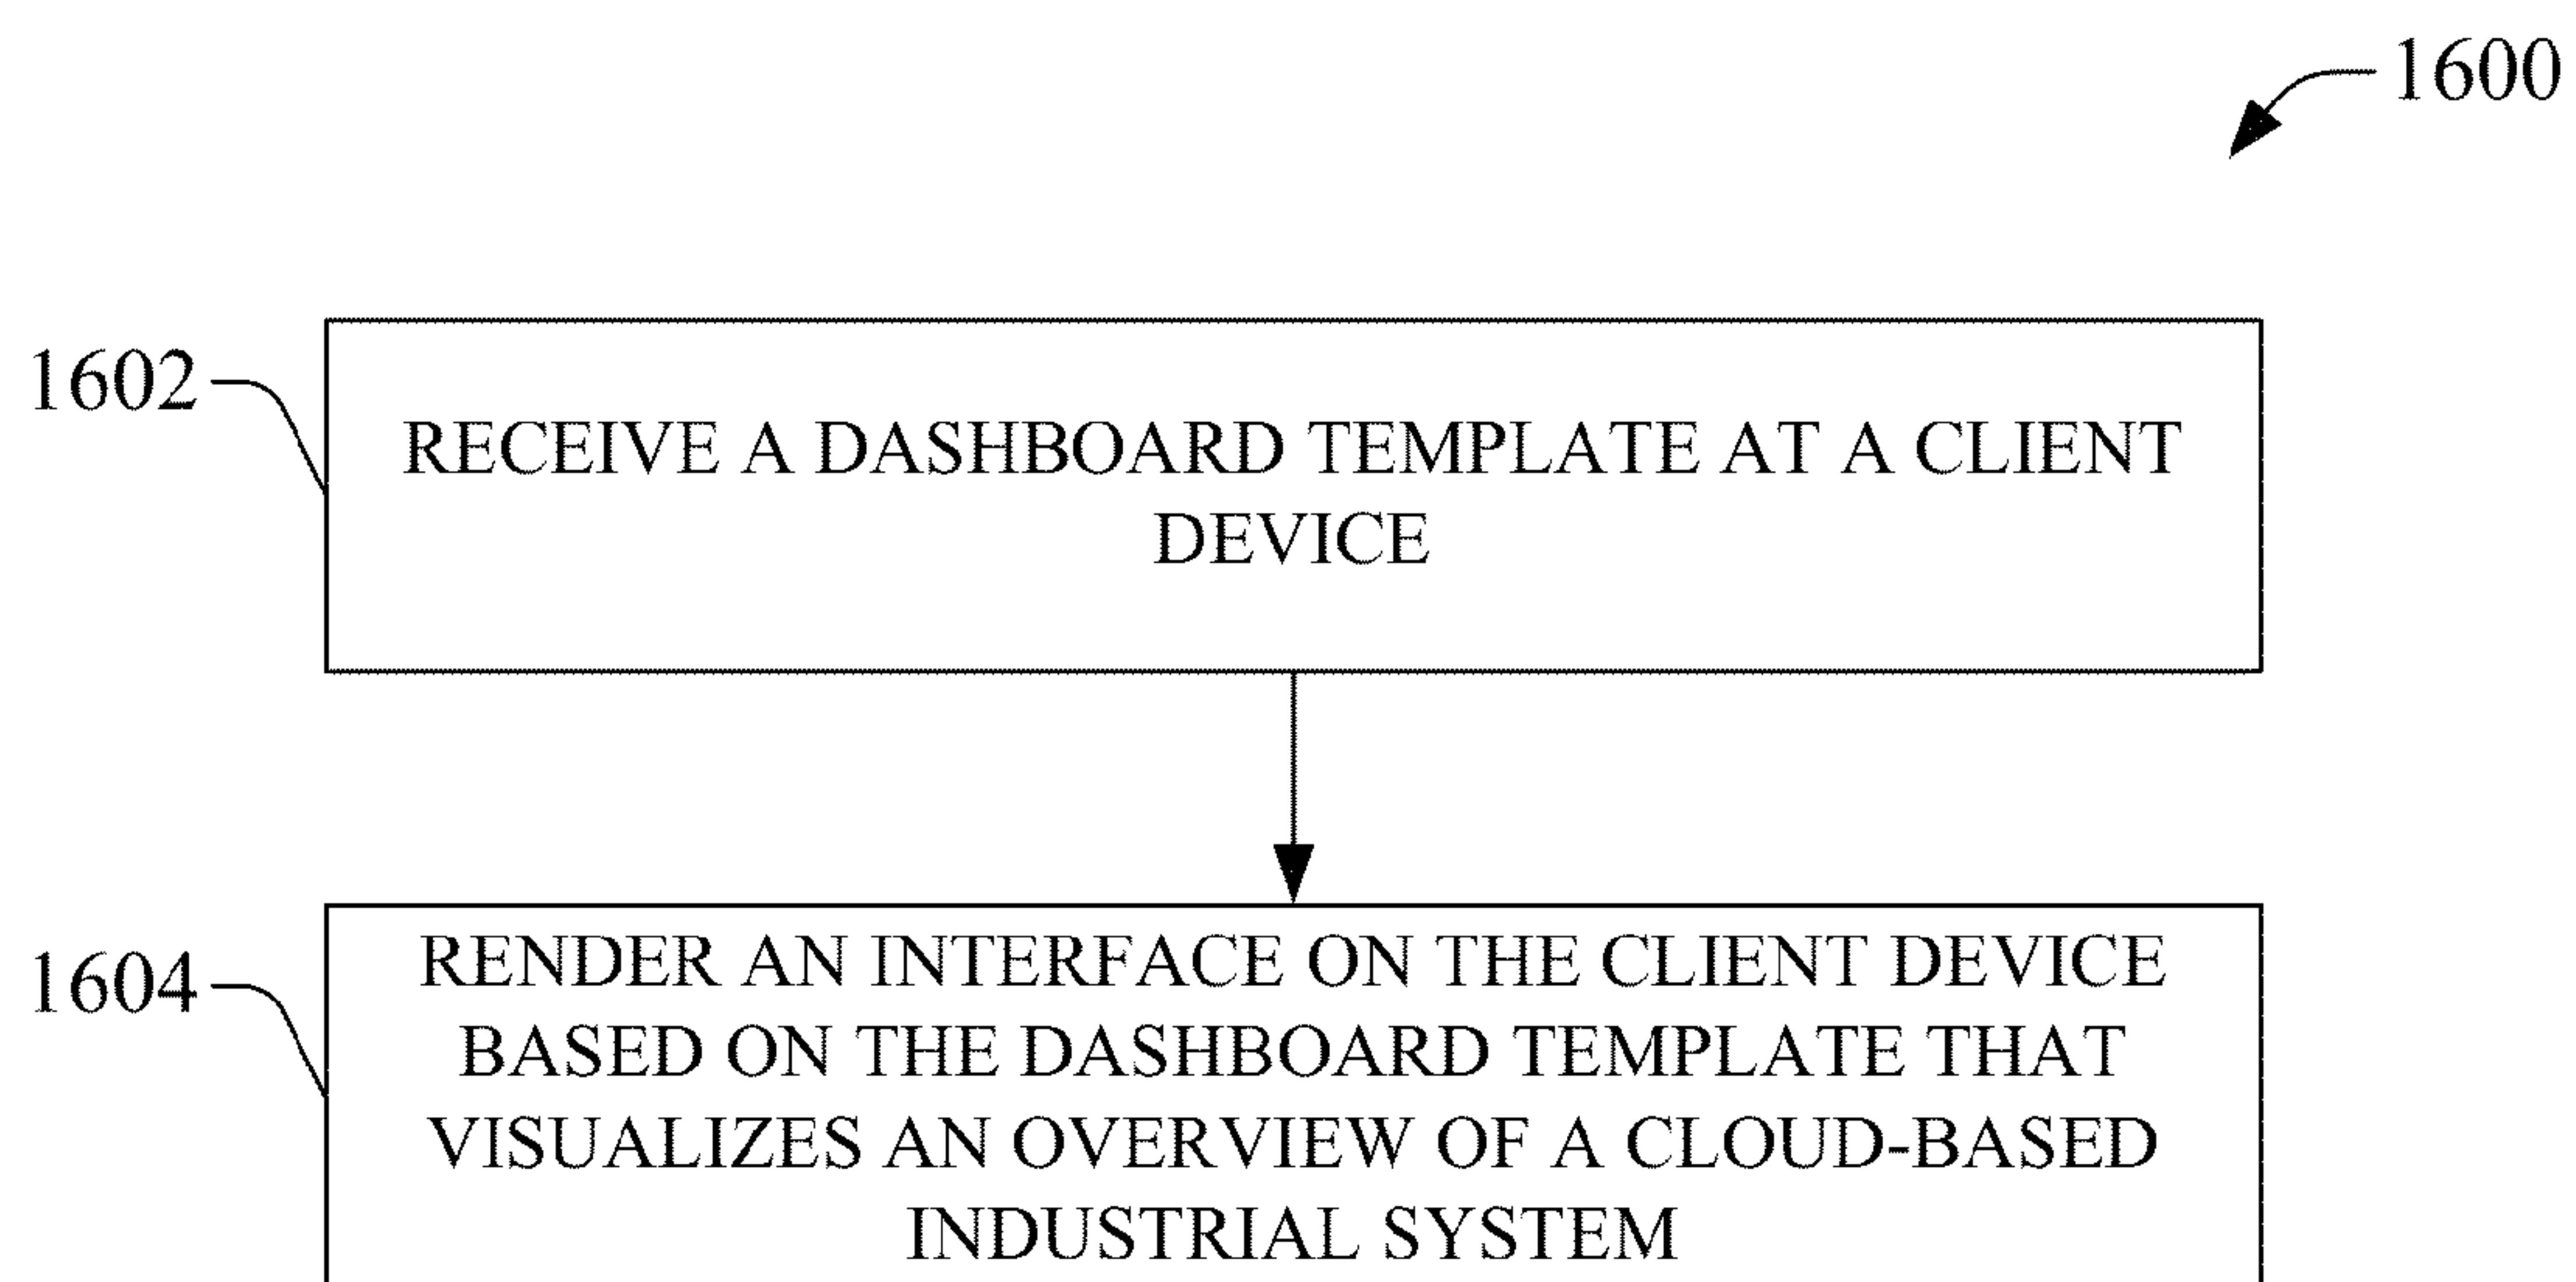 1600
1602
RECEIVE A DASHBOARD TEMPLATE AT A CLIENT
DEVICE
1604
RENDER AN INTERFACE ON THE CLIENT DEVICE
BASED ON THE DASHBOARD TEMPLATE THAT
VISUALIZES AN OVERVIEW OF A CLOUD-BASED
INDUSTRIAL SYSTEM